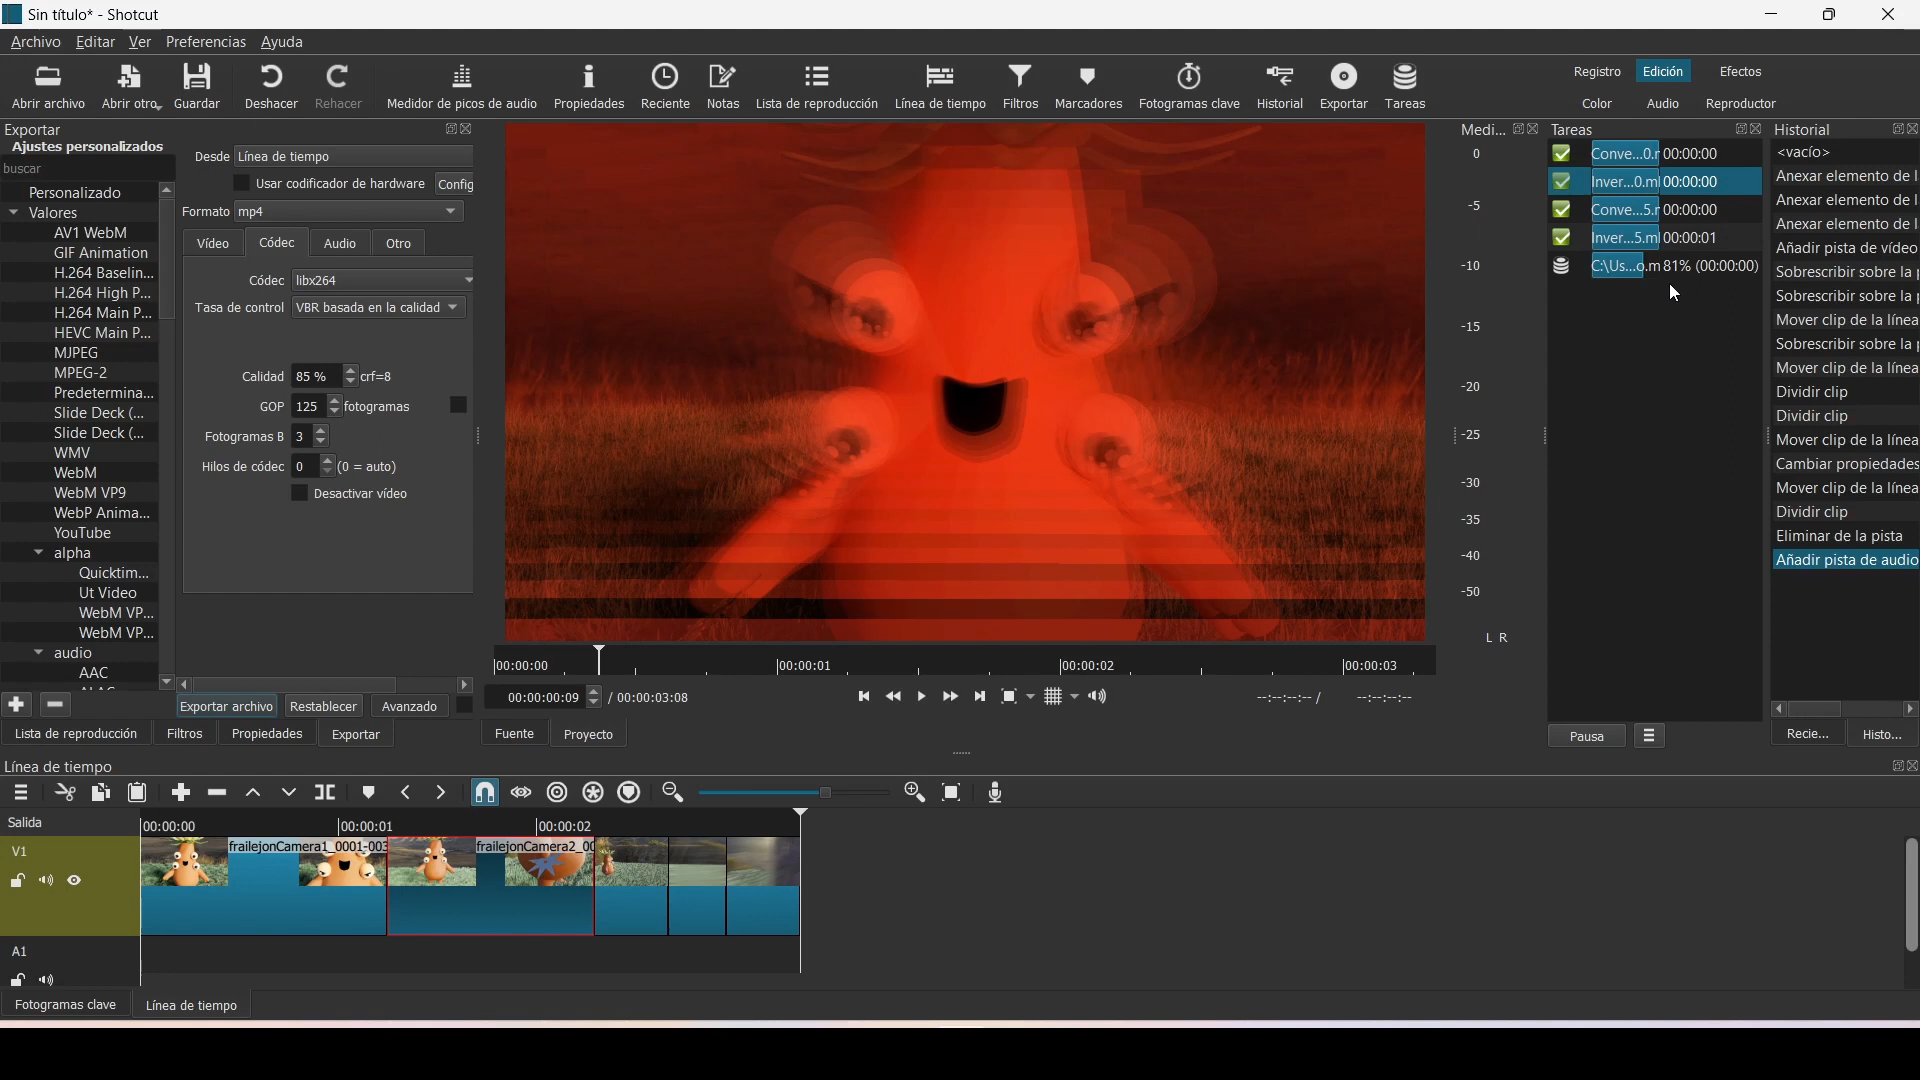 Sin título* - Shotcut
Archivo Editar Ver Preferencias Ayuda
Abrir archivo Abrir otro Guardar Deshacer Rehacer Medidor de picos de audio Propiedades Reciente Notas Lista de reproducción Línea de tiempo Filtros Marcadores Fotogramas clave Historial Exportar Tareas
Registro Edición Efectos
Color Audio Reproductor
Exportar
Ajustes personalizados
buscar
Personalizado
Valores
AV1 WebM
GIF Animation
H.264 Baselin...
H.264 High P...
H.264 Main P...
HEVC Main P...
MJPEG
MPEG-2
Predetermina...
Slide Deck (...
Slide Deck (...
WMV
WebM
WebM VP9
WebP Anima...
YouTube
alpha
Quicktim...
Ut Video
WebM VP...
WebM VP...
audio
AAC
Desde Línea de tiempo
Usar codificador de hardware Config
Formato mp4
Vídeo Códec Audio Otro
Códec libx264
Tasa de control VBR basada en la calidad
Calidad 85 % crf=8
GOP 125 fotogramas
Fotogramas B 3
Hilos de códec 0 (0 = auto)
Desactivar vídeo
Exportar archivo Restablecer Avanzado
Lista de reproducción Filtros Propiedades Exportar
00:00:00 00:00:01 00:00:02 00:00:03
00:00:00:09 / 00:00:03:08
--:--:--:-- / --:--:--:--
Fuente Proyecto
Medi...
0
-5
-10
-15
-20
-25
-30
-35
-40
-50
L R
Tareas
Conve...0.r 00:00:00
Inver...0.ml 00:00:00
Conve...5.r 00:00:00
Inver...5.ml 00:00:01
C:\Us...o.m 81% (00:00:00)
Pausa
Historial
<vacío>
Anexar elemento de l
Anexar elemento de l
Anexar elemento de l
Añadir pista de vídeo
Sobrescribir sobre la p
Sobrescribir sobre la p
Mover clip de la línea
Sobrescribir sobre la p
Mover clip de la línea
Dividir clip
Dividir clip
Mover clip de la línea
Cambiar propiedades
Mover clip de la línea
Dividir clip
Eliminar de la pista
Añadir pista de audio
Recie... Histo...
Línea de tiempo
Salida
00:00:00 00:00:01 00:00:02
V1
frailejonCamera1_0001-003
frailejonCamera2_00
A1
Fotogramas clave Línea de tiempo